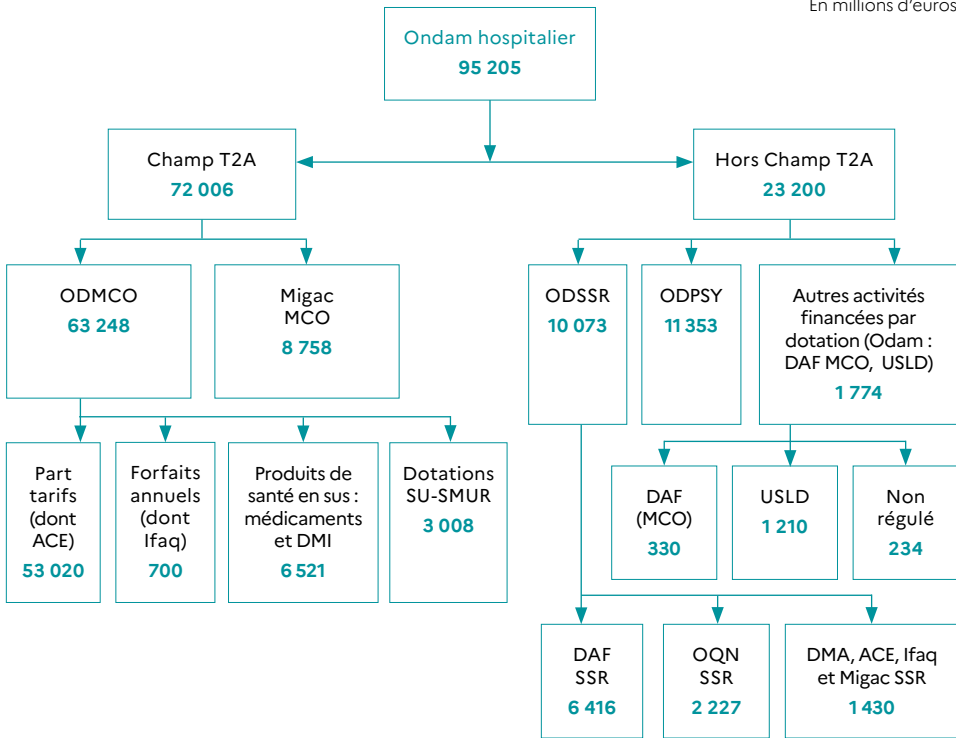 En millions d'euros
Ondam hospitalier
95 205
Champ T2A
72 006
Hors Champ T2A
23 200
ODMCO
63 248
Migac
MCO
8 758
ODSSR
10 073
ODPSY
11 353
Autres activités
financées par
dotation (Odam :
DAF MCO, USLD)
1 774
Part
tarifs
(dont
ACE)
53 020
Forfaits
annuels
(dont
Ifaq)
700
Produits de
santé en sus :
médicaments
et DMI
6 521
Dotations
SU-SMUR
3 008
DAF
(MCO)
330
USLD
1 210
Non
régulé
234
DAF
SSR
6 416
OQN
SSR
2 227
DMA, ACE, Ifaq
et Migac SSR
1 430